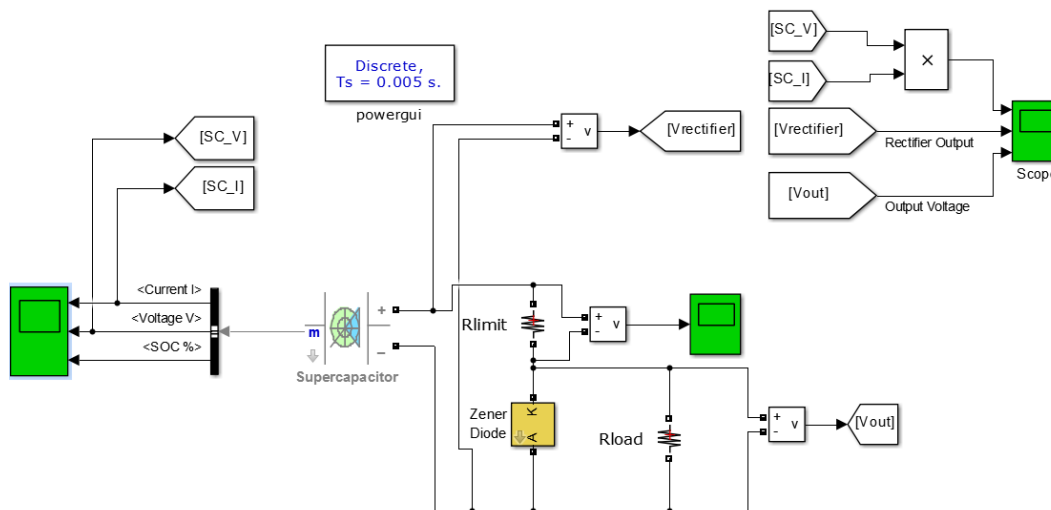 [SC_V]
[SC_I]
×
Discrete,
Ts = 0.005 s.
powergui
+
-
v
[Vrectifier]
[Vrectifier]
Rectifier Output
[Vout]
Output Voltage
Scope
[SC_V]
[SC_I]
<Current I>
<Voltage V>
<SOC %>
m
+
−
Supercapacitor
Rlimit
+
-
v
Zener
Diode
K
A
Rload
+
-
v
[Vout]